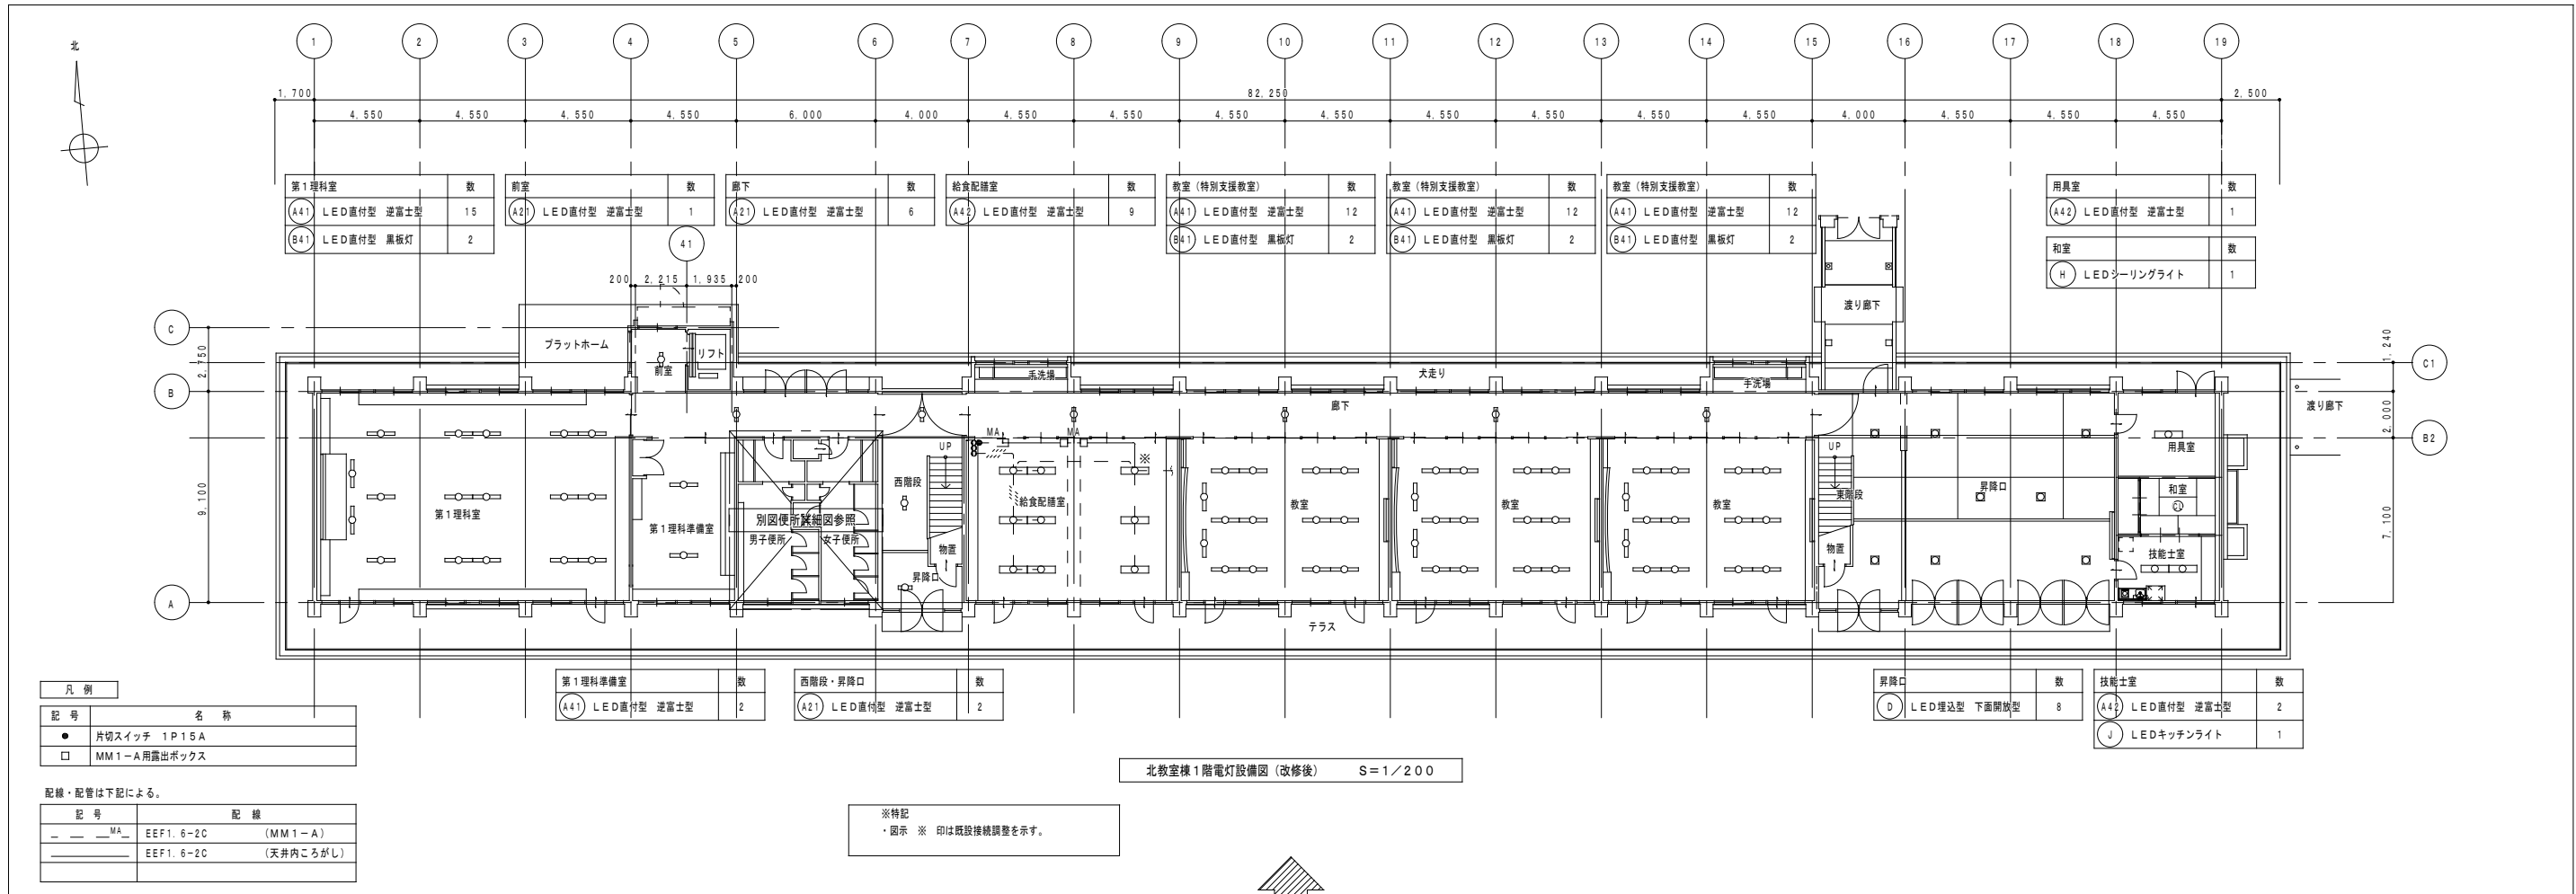 北
1 2 3 4 5 6 7 8 9 10 11 12 13 14 15 16 17 18 19
1,700 82,250 2,500
4,550 4,550 4,550 4,550 6,000 4,000 4,550 4,550 4,550 4,550 4,550 4,550 4,550 4,550 4,000 4,550 4,550 4,550
第1理科室 数
A41 LED直付型 逆富士型 15
B41 LED直付型 黒板灯 2
前室 数
A21 LED直付型 逆富士型 1
廊下 数
A21 LED直付型 逆富士型 6
給食配膳室 数
A42 LED直付型 逆富士型 9
教室(特別支援教室) 数
A41 LED直付型 逆富士型 12
B41 LED直付型 黒板灯 2
教室(特別支援教室) 数
A41 LED直付型 逆富士型 12
B41 LED直付型 黒板灯 2
教室(特別支援教室) 数
A41 LED直付型 逆富士型 12
B41 LED直付型 黒板灯 2
用具室 数
A42 LED直付型 逆富士型 1
和室 数
H LEDシーリングライト 1
41
200 2,215 1,935 200
C
B
A
2,750
9,100
C1
B2
1,240
2,000
7,100
プラットホーム
前室
リフト
手洗場
犬走り
手洗場
渡り廊下
渡り廊下
廊下
MA
MA
※
UP
UP
第1理科室
第1理科準備室
別図便所詳細図参照
男子便所
女子便所
西階段
物置
昇降口
給食配膳室
教室
教室
教室
東階段
物置
昇降口
用具室
和室
CL
技能士室
テラス
第1理科準備室 数
A41 LED直付型 逆富士型 2
西階段・昇降口 数
A21 LED直付型 逆富士型 2
昇降口 数
D LED埋込型 下面開放型 8
技能士室 数
A42 LED直付型 逆富士型 2
J LEDキッチンライト 1
凡 例
記 号 名 称
● 片切スイッチ 1P15A
□ MM1-A用露出ボックス
配線・配管は下記による。
記 号 配 線
MA EEF1.6-2C (MM1-A)
EEF1.6-2C (天井内ころがし)
北教室棟1階電灯設備図(改修後) S=1/200
※特記
・図示 ※ 印は既設接続調整を示す。